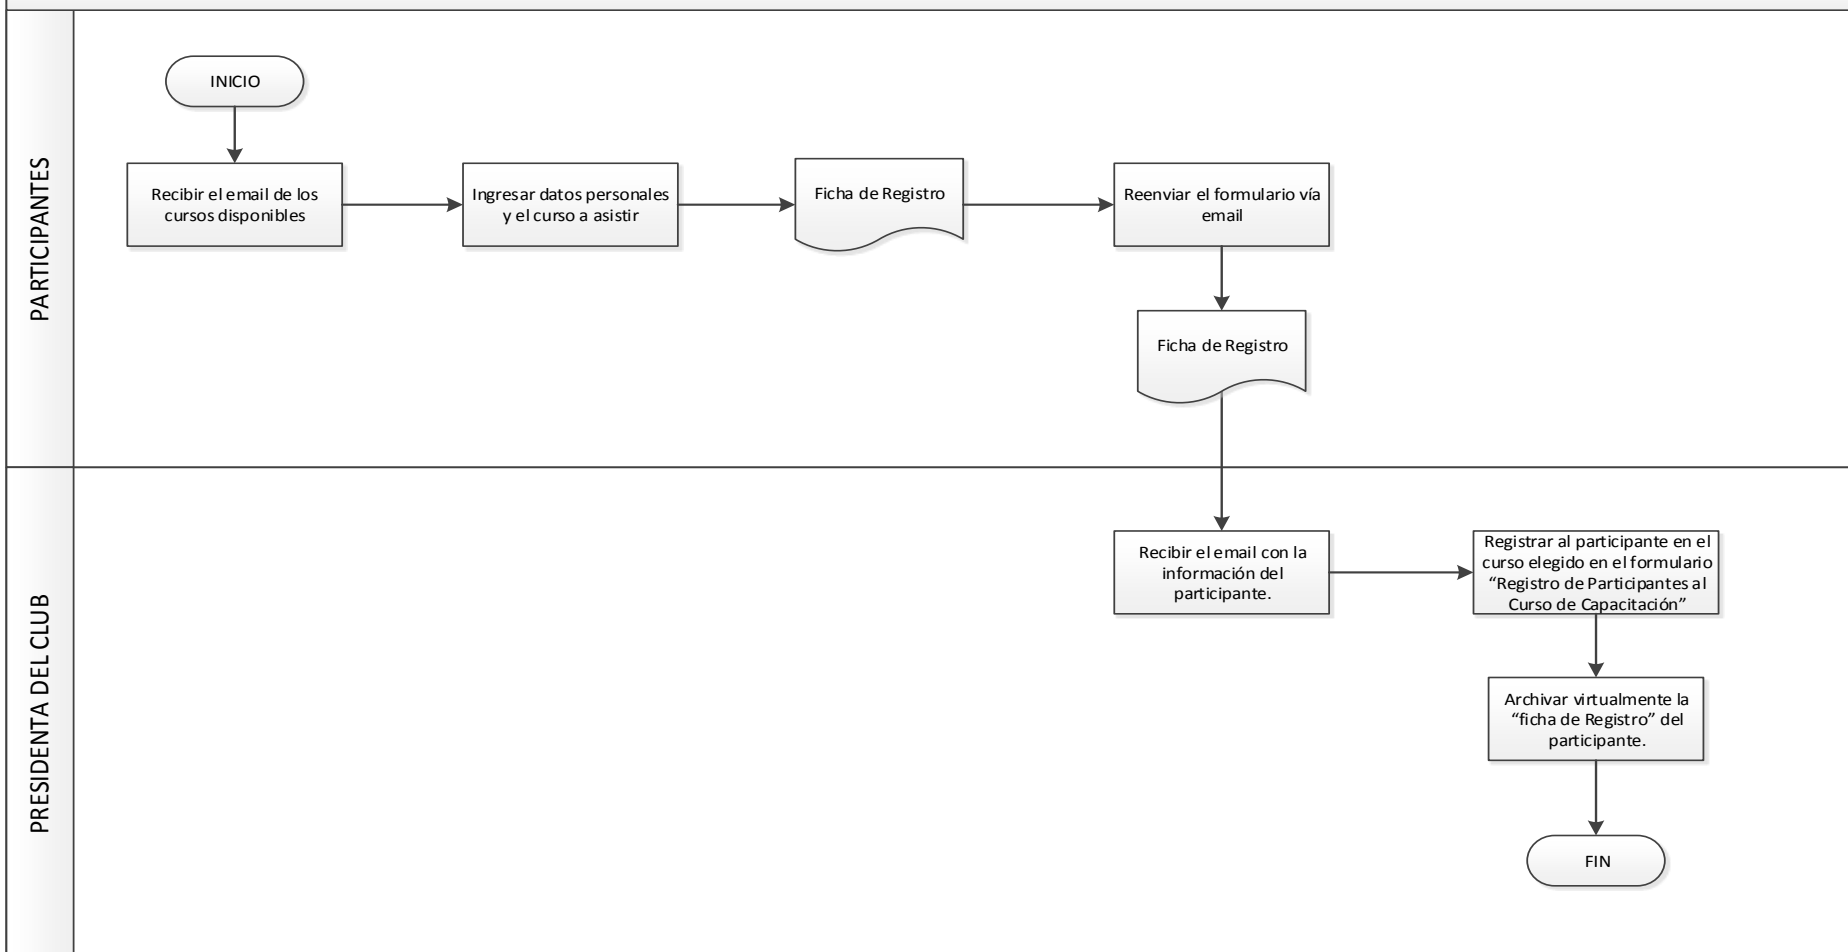 PARTICIPANTES
INICIO
Recibir el email de los
cursos disponibles
Ingresar datos personales
y el curso a asistir
Ficha de Registro
Reenviar el formulario vía
email
Ficha de Registro
PRESIDENTA DEL CLUB
Recibir el email con la
información del
participante.
Registrar al participante en el
curso elegido en el formulario
“Registro de Participantes al
Curso de Capacitación”
Archivar virtualmente la
“ficha de Registro” del
participante.
FIN